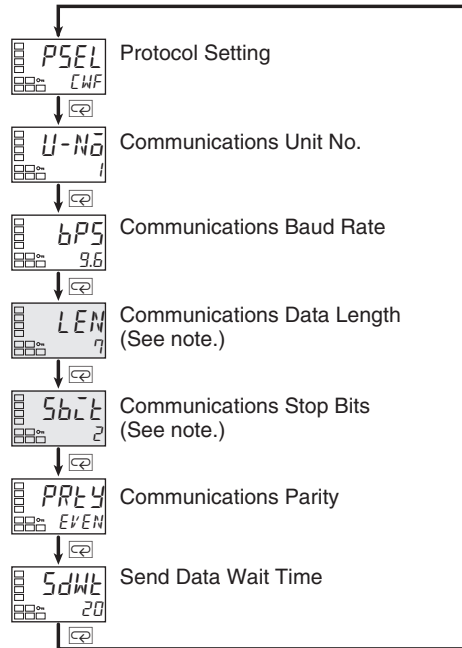 PSEL
CWF
Protocol Setting
U-No
1
Communications Unit No.
bPS
9.6
Communications Baud Rate
LEN
7
Communications Data Length
(See note.)
Sbit
2
Communications Stop Bits
(See note.)
PRtY
EVEN
Communications Parity
SdWt
20
Send Data Wait Time